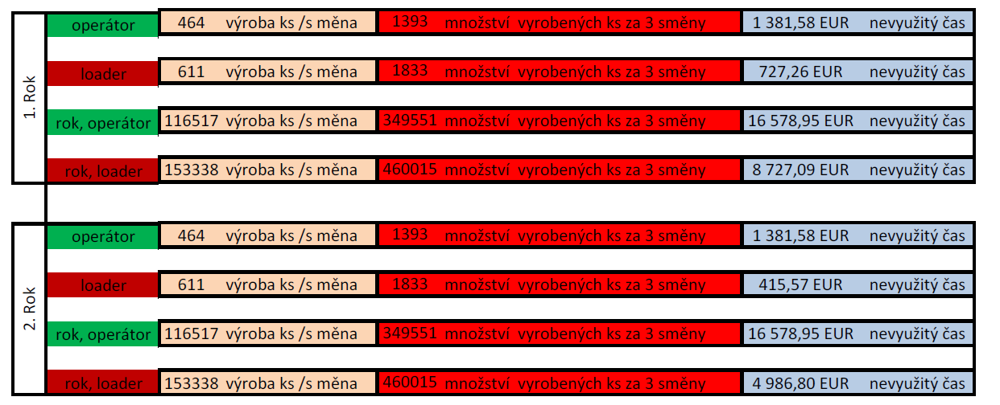 1. Rok
operátor 464 výroba ks /s měna 1393 množství vyrobených ks za 3 směny 1 381,58 EUR nevyužitý čas
loader 611 výroba ks /s měna 1833 množství vyrobených ks za 3 směny 727,26 EUR nevyužitý čas
rok, operátor 116517 výroba ks /s měna 349551 množství vyrobených ks za 3 směny 16 578,95 EUR nevyužitý čas
rok, loader 153338 výroba ks /s měna 460015 množství vyrobených ks za 3 směny 8 727,09 EUR nevyužitý čas
2. Rok
operátor 464 výroba ks /s měna 1393 množství vyrobených ks za 3 směny 1 381,58 EUR nevyužitý čas
loader 611 výroba ks /s měna 1833 množství vyrobených ks za 3 směny 415,57 EUR nevyužitý čas
rok, operátor 116517 výroba ks /s měna 349551 množství vyrobených ks za 3 směny 16 578,95 EUR nevyužitý čas
rok, loader 153338 výroba ks /s měna 460015 množství vyrobených ks za 3 směny 4 986,80 EUR nevyužitý čas